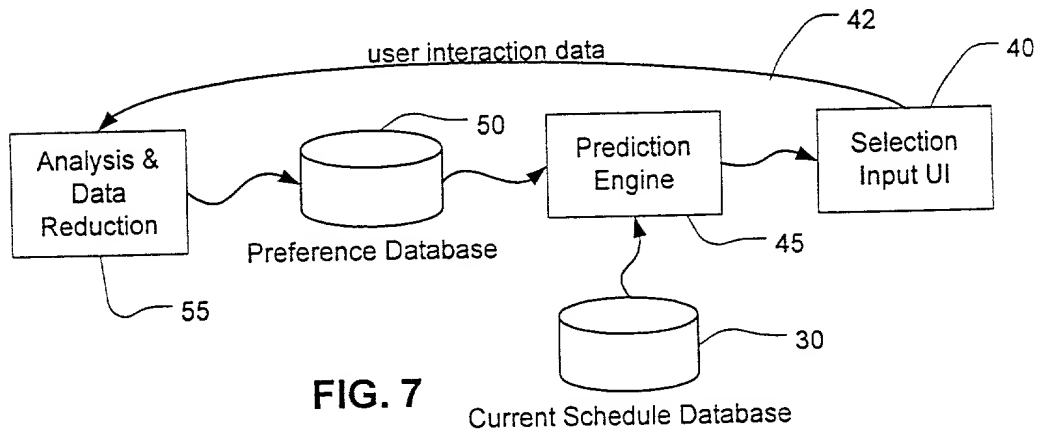 42
40
user interaction data
50
Analysis &
Data
Reduction
Prediction
Engine
Selection
Input UI
Preference Database
45
55
30
FIG. 7
Current Schedule Database